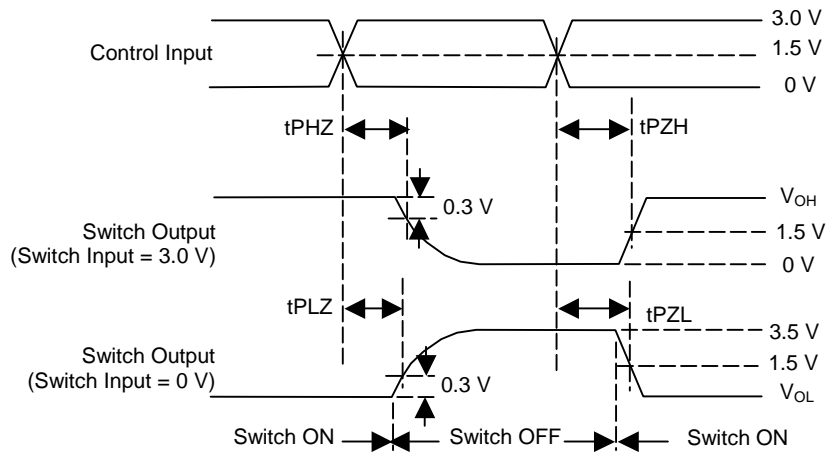 3.0 V
Control Input
1.5 V
0 V
tPHZ
tPZH
0.3 V
VOH
Switch Output
(Switch Input = 3.0 V)
1.5 V
0 V
tPLZ
tPZL
3.5 V
Switch Output
(Switch Input = 0 V)
0.3 V
1.5 V
VOL
Switch ON
Switch OFF
Switch ON